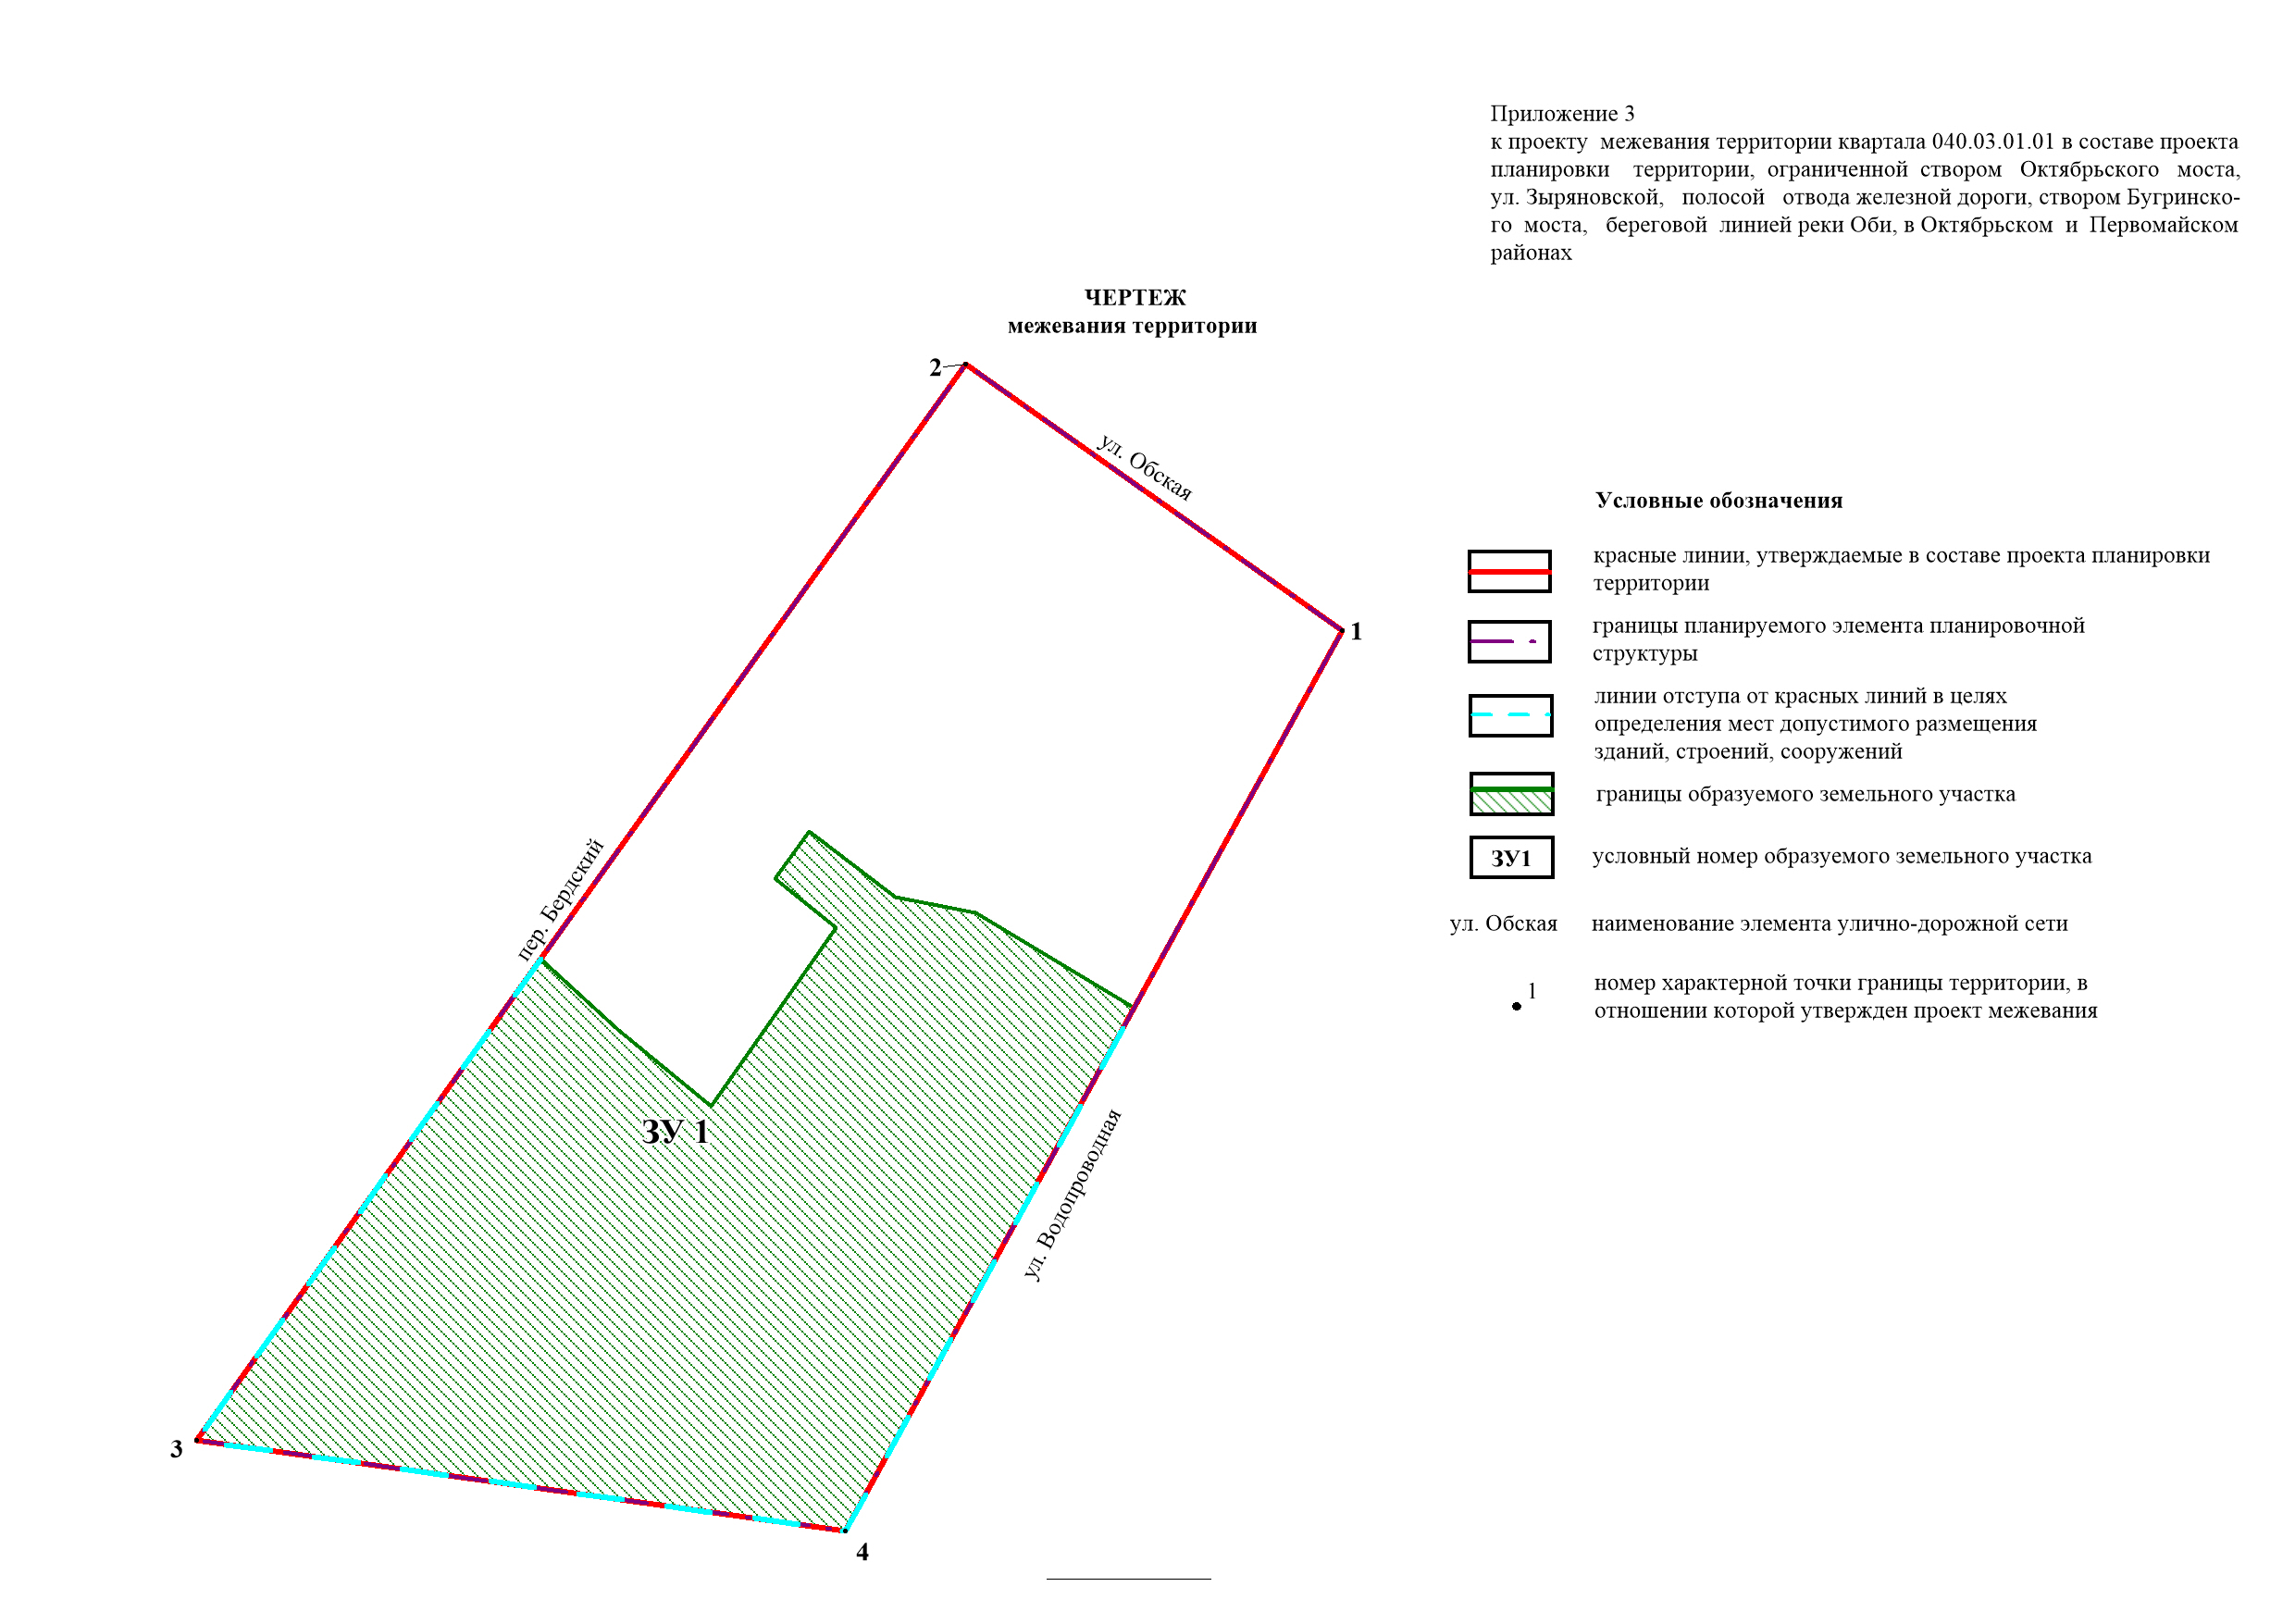 Приложение 3
к проекту межевания территории квартала 040.03.01.01 в составе проекта
планировки территории, ограниченной створом Октябрьского моста,
ул. Зыряновской, полосой отвода железной дороги, створом Бугринско-
го моста, береговой линией реки Оби, в Октябрьском и Первомайском
районах
ЧЕРТЕЖ
межевания территории
2
ул. Обская
1
пер. Бердский
ЗУ 1
ул. Водопроводная
3
4
Условные обозначения
красные линии, утверждаемые в составе проекта планировки
территории
границы планируемого элемента планировочной
структуры
линии отступа от красных линий в целях
определения мест допустимого размещения
зданий, строений, сооружений
границы образуемого земельного участка
ЗУ1 условный номер образуемого земельного участка
ул. Обская наименование элемента улично-дорожной сети
1 номер характерной точки границы территории, в
отношении которой утвержден проект межевания